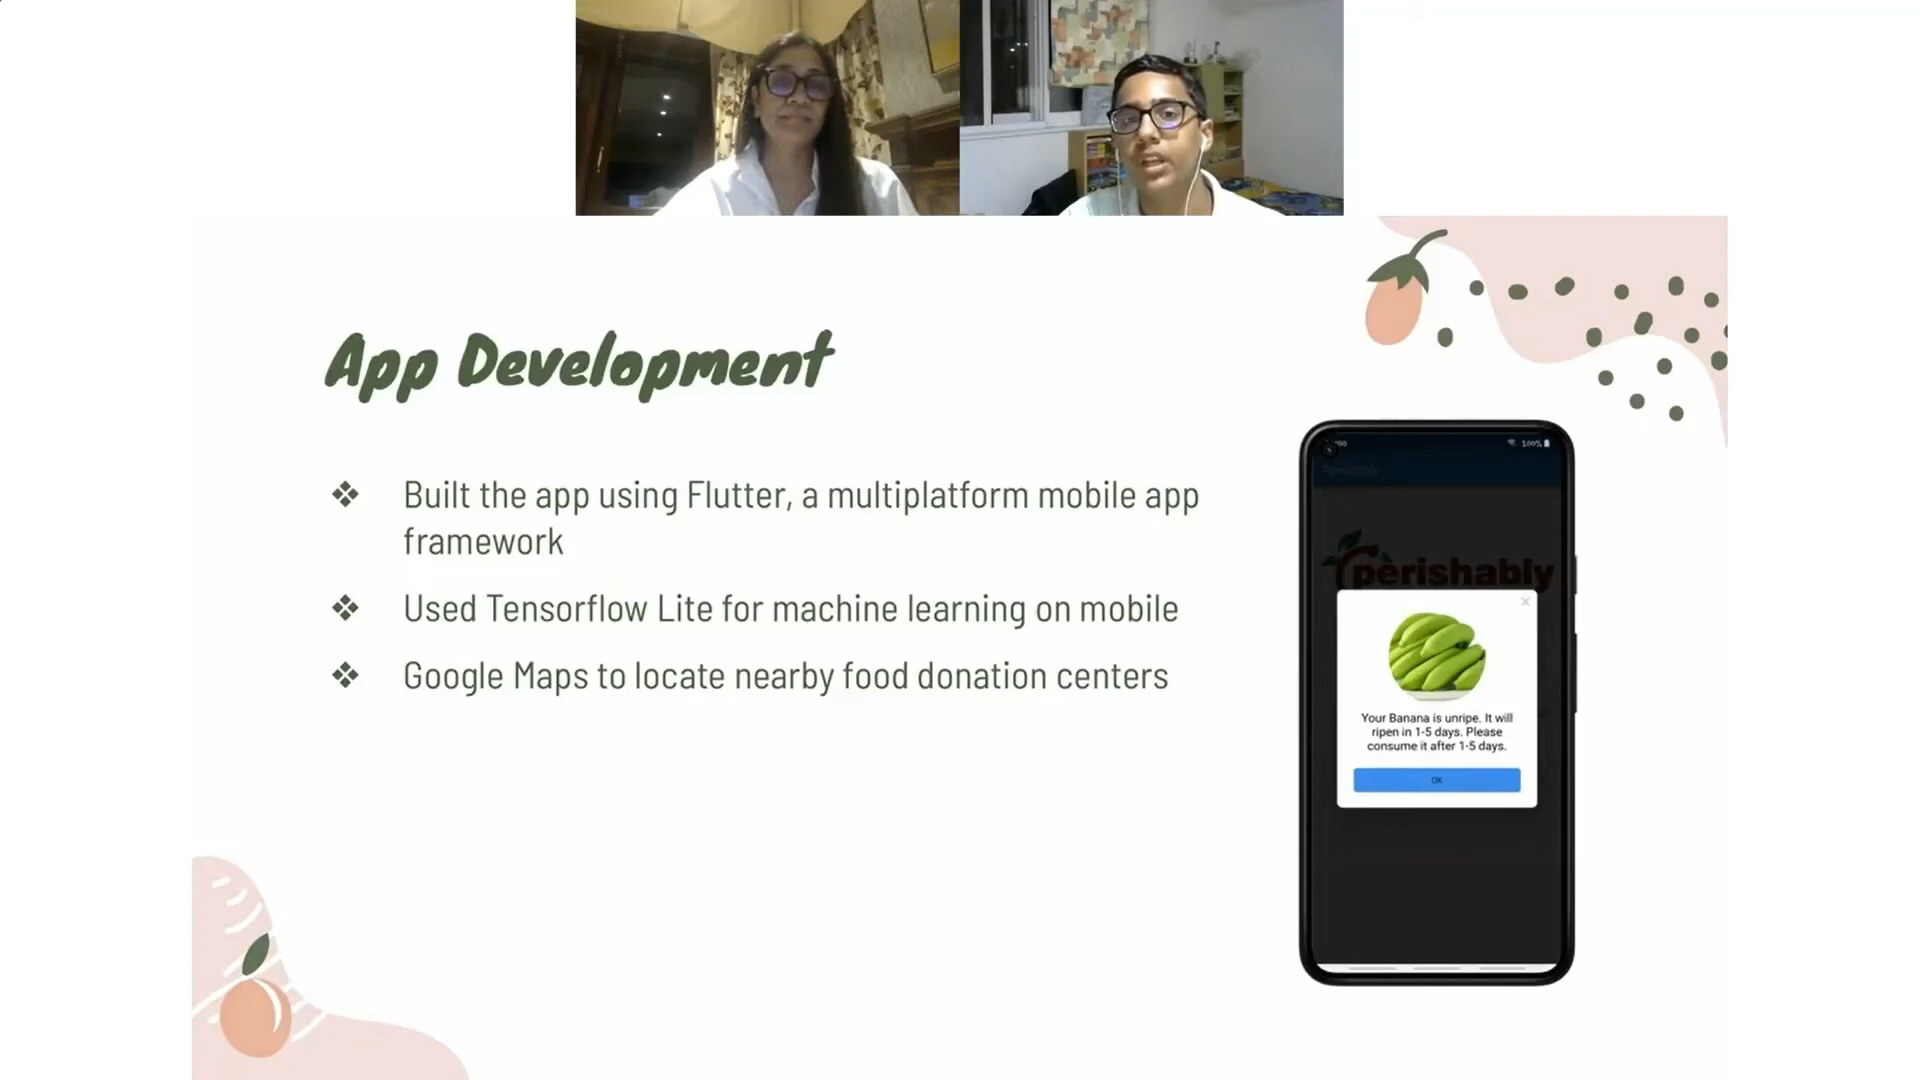 App Development
❖ Built the app using Flutter, a multiplatform mobile app
framework
❖ Used Tensorflow Lite for machine learning on mobile
❖ Google Maps to locate nearby food donation centers
100%
perishably
Your Banana is unripe. It will
ripen in 1-5 days. Please
consume it after 1-5 days.
OK